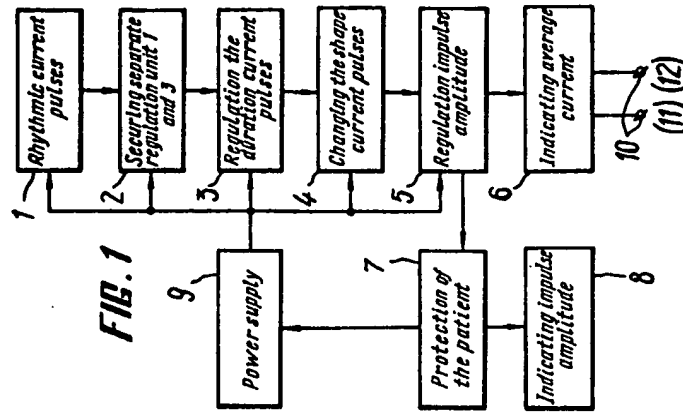 FIG. 1
1
Rhythmic current
pulses
2
Securing separate
regulation unit 1
and 3
3
Regulation the
duration current
pulses
4
Changing the shape
current pulses
5
Regulation impulse
amplitude
6
Indicating average
current
10
(11) (12)
9
Power supply
7
Protection of
the patient
8
Indicating impulse
amplitude